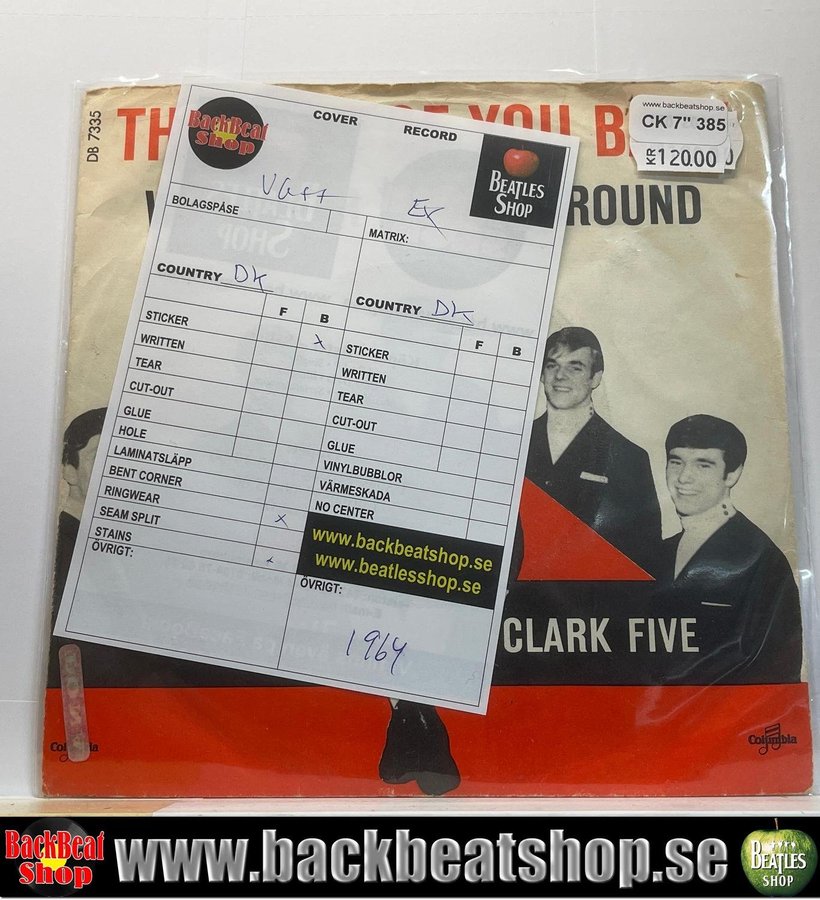 DB 7335
TH
YOU B
ROUND
www.backbeatshop.se
CK 7" 385
KR 120.00
BackBeat
Shop
COVER
RECORD
BEATLES
SHOP
VG++
EX
BOLAGSPÅSE
MATRIX:
COUNTRY DK
COUNTRY DK
F B
F B
STICKER x
WRITTEN
TEAR
CUT-OUT
GLUE
HOLE
LAMINATSLÄPP
BENT CORNER
RINGWEAR
SEAM SPLIT x
STAINS x
ÖVRIGT:
STICKER
WRITTEN
TEAR
CUT-OUT
GLUE
VINYLBUBBLOR
VÄRMESKADA
NO CENTER
www.backbeatshop.se
www.beatlesshop.se
ÖVRIGT:
1964
CLARK FIVE
Columbia
BackBeat
Shop
www.backbeatshop.se
BEATLES
SHOP